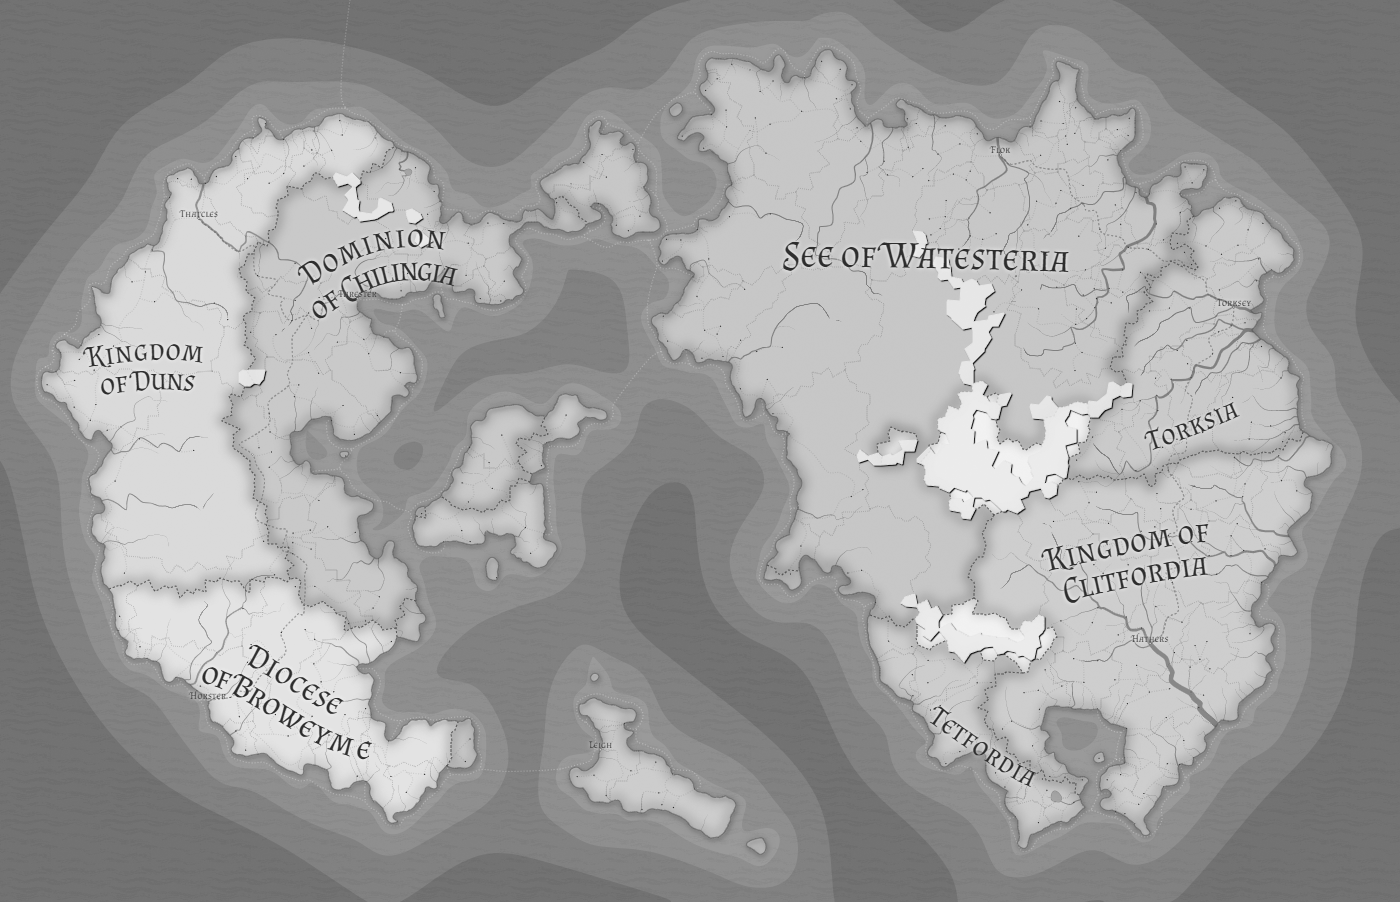 Flor
Thatcles
Dominion
of Chilingia
See of Watesteria
Threster
Torksey
Kingdom
of Duns
Torksia
Kingdom of
Clitfordia
Hathers
Diocese
of Broweyme
Horster
Tetfordia
Leigh